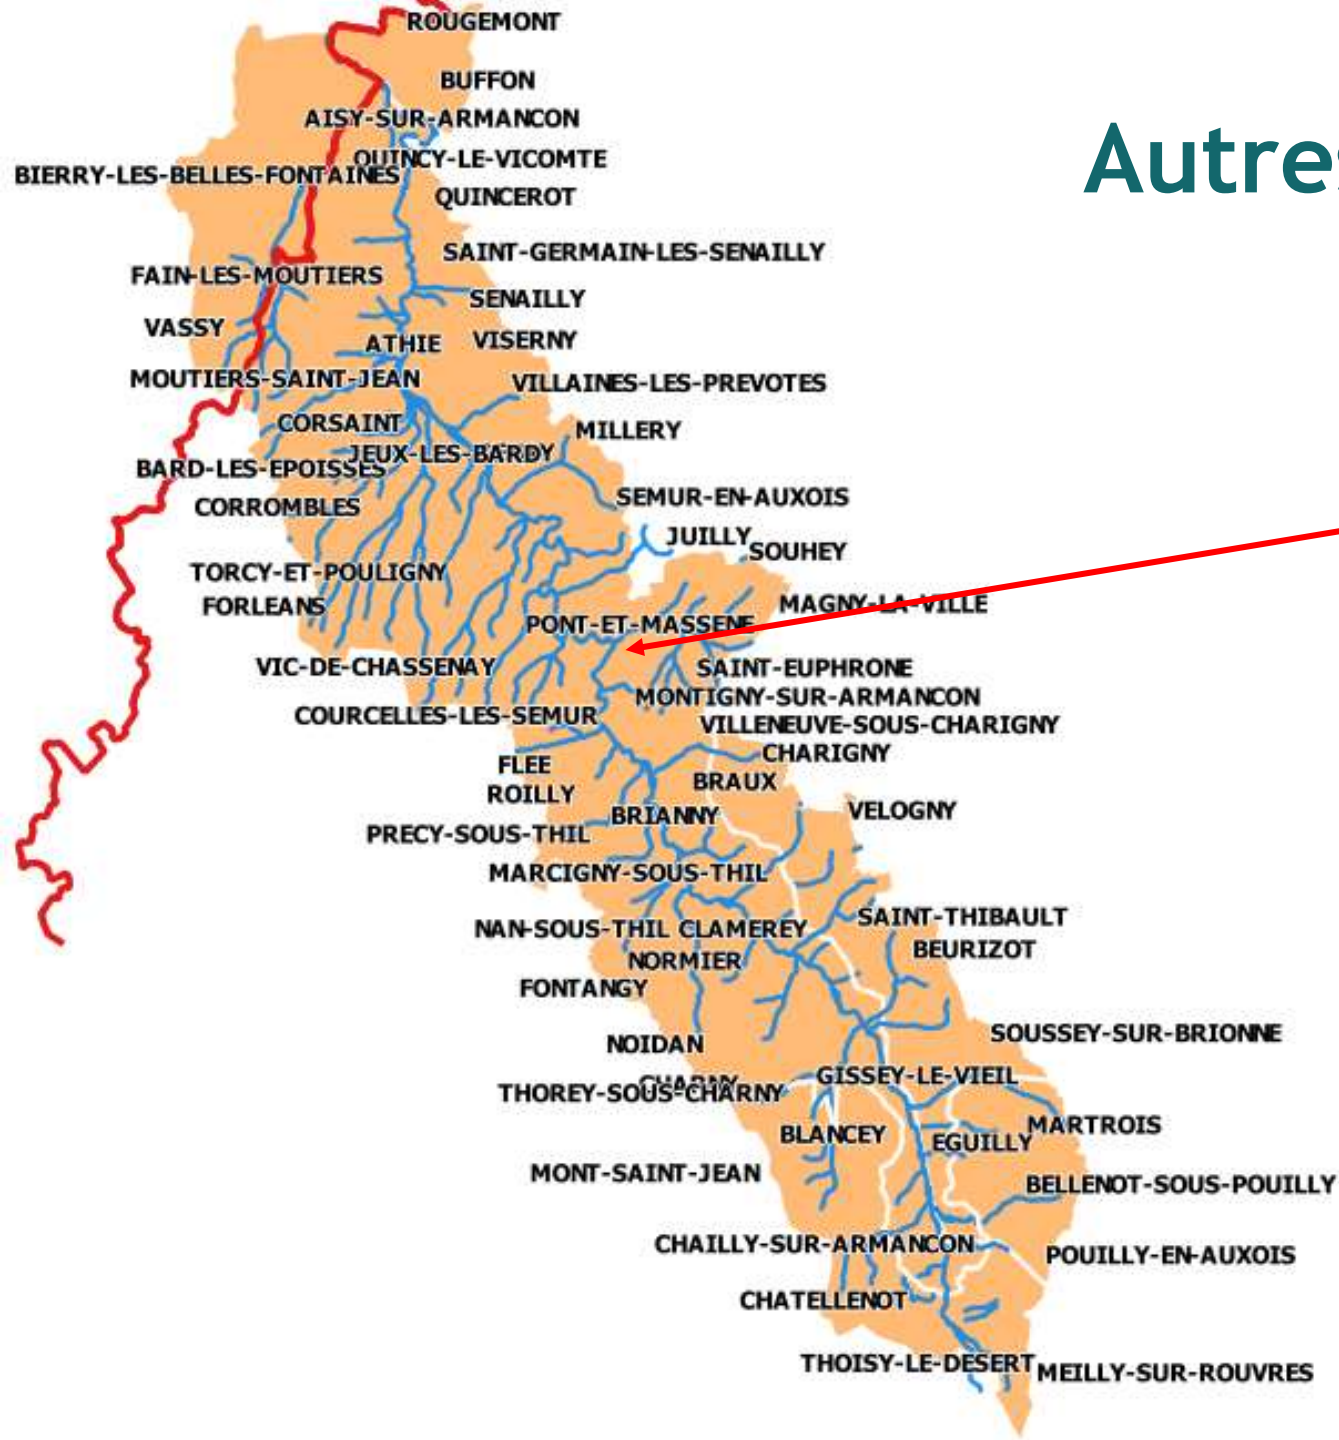 ROUGEMONT
BUFFON
Autres
AISY-SUR-ARMANCON
QUINCY-LE-VICOMTE
BIERRY-LES-BELLES-FONTAINES
QUINCEROT
SAINT-GERMAIN-LES-SENAILLY
FAIN-LES-MOUTIERS
SENAILLY
VASSY
ATHIE
VISERNY
MOUTIERS-SAINT-JEAN
VILLAINES-LES-PREVOTES
CORSAINT
MILLERY
JEUX-LES-BARDY
BARD-LES-EPOISSES
SEMUR-EN-AUXOIS
CORROMBLES
JUILLY
SOUHEY
TORCY-ET-POULIGNY
FORLEANS
MAGNY-LA-VILLE
PONT-ET-MASSENE
VIC-DE-CHASSENAY
SAINT-EUPHRONE
MONTIGNY-SUR-ARMANCON
COURCELLES-LES-SEMUR
VILLENEUVE-SOUS-CHARIGNY
CHARIGNY
FLEE
BRAUX
ROILLY
VELOGNY
BRIANNY
PRECY-SOUS-THIL
MARCIGNY-SOUS-THIL
SAINT-THIBAULT
NAN-SOUS-THIL CLAMEREY
BEURIZOT
NORMIER
FONTANGY
SOUSSEY-SUR-BRIONNE
NOIDAN
GISSEY-LE-VIEIL
CHARNY
THOREY-SOUS-CHARNY
MARTROIS
BLANCEY
EGUILLY
MONT-SAINT-JEAN
BELLENOT-SOUS-POUILLY
CHAILLY-SUR-ARMANCON
POUILLY-EN-AUXOIS
CHATELLENOT
THOISY-LE-DESERT
MEILLY-SUR-ROUVRES